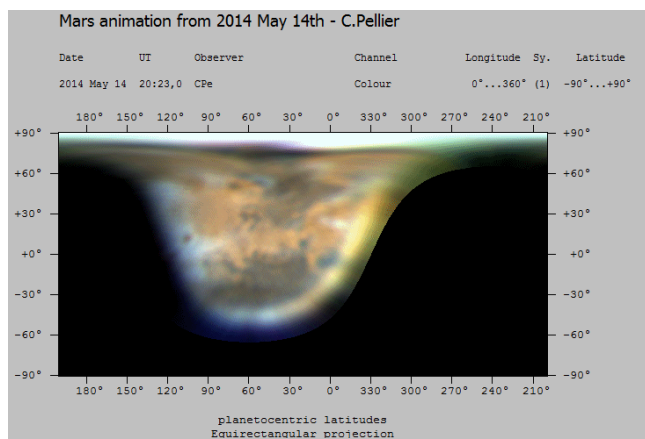 Mars animation from 2014 May 14th - C.Pellier
Date UT Observer Channel Longitude Sy. Latitude
2014 May 14 20:23,0 CPe Colour 0°...360° (1) -90°...+90°
180° 150° 120° 90° 60° 30° 0° 330° 300° 270° 240° 210°
+90° +90°
+60° +60°
+30° +30°
+0° +0°
-30° -30°
-60° -60°
-90° -90°
180° 150° 120° 90° 60° 30° 0° 330° 300° 270° 240° 210°
planetocentric latitudes
Equirectangular projection